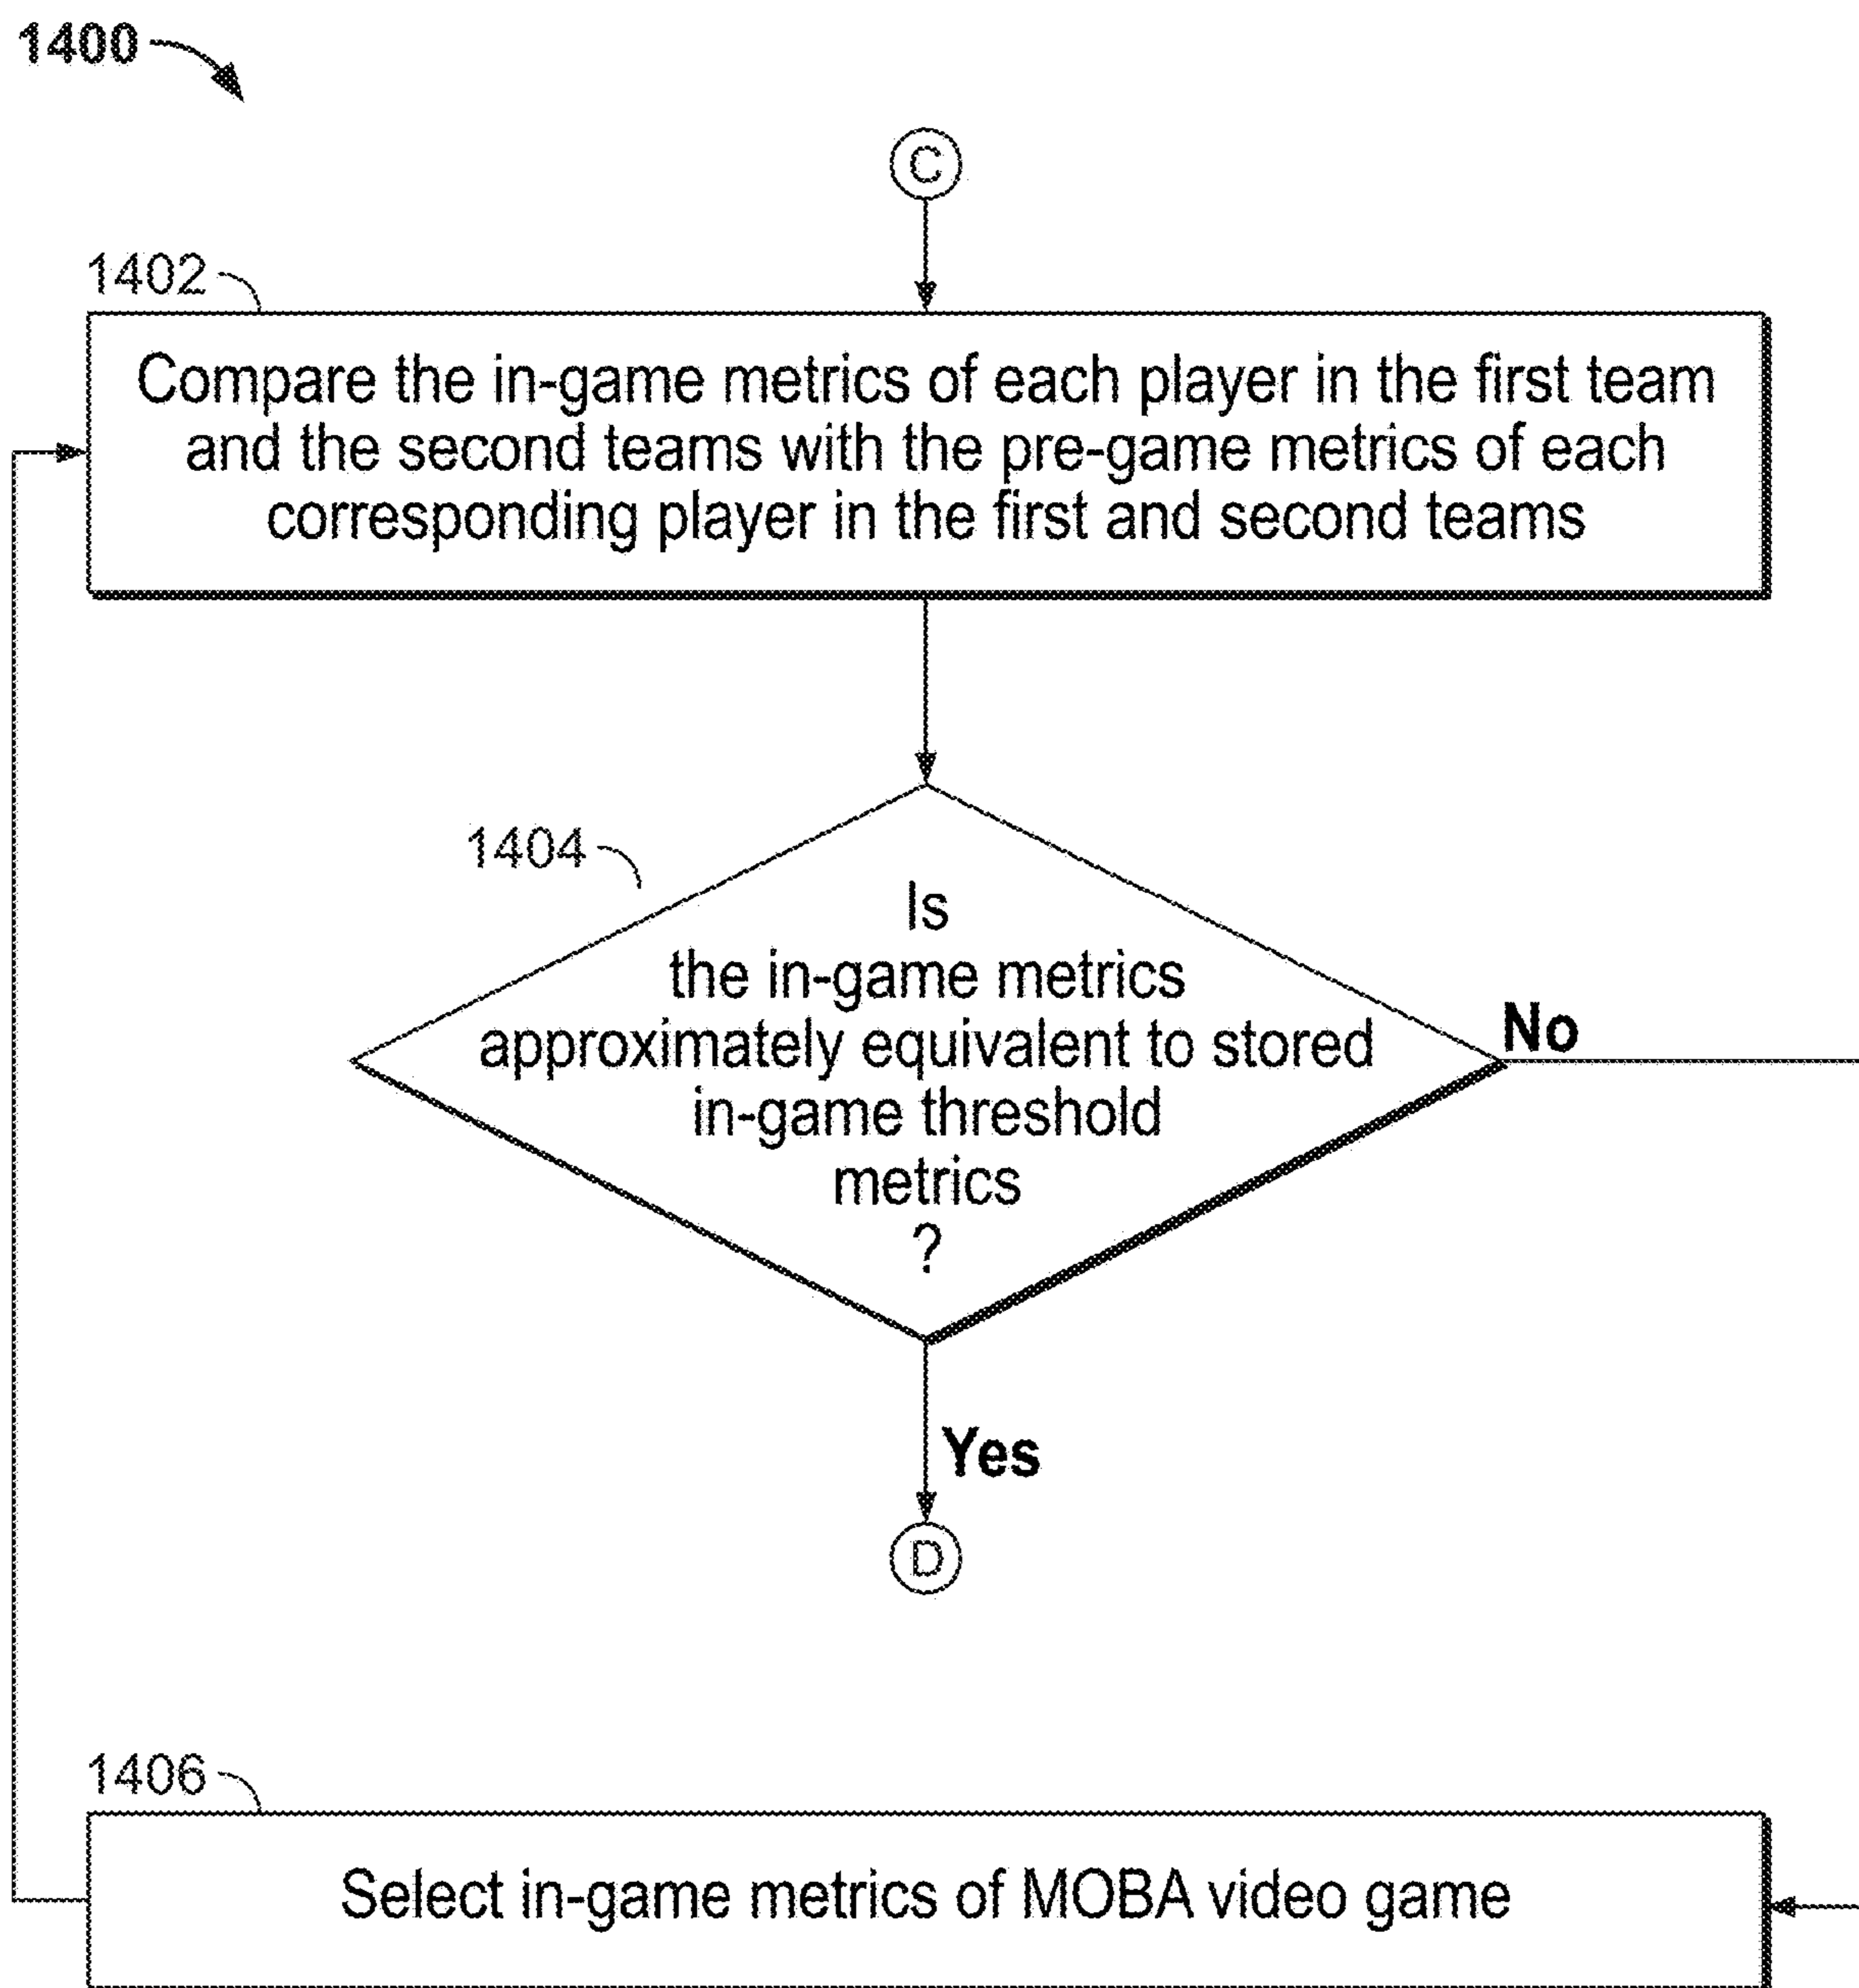 1400
C
1402
Compare the in-game metrics of each player in the first team
and the second teams with the pre-game metrics of each
corresponding player in the first and second teams
1404
Is
the in-game metrics
approximately equivalent to stored
in-game threshold
metrics
?
No
Yes
D
1406
Select in-game metrics of MOBA video game